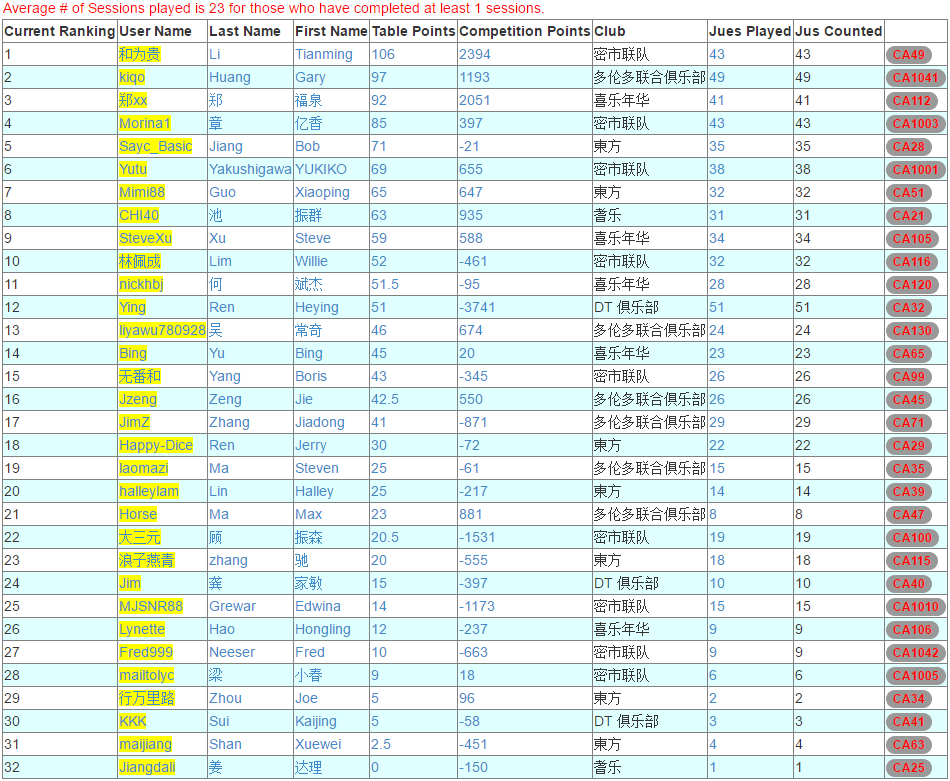 Average # of Sessions played is 23 for those who have completed at least 1 sessions.
Current Ranking User Name Last Name First Name Table Points Competition Points Club Jues Played Jus Counted
1 和为贵 Li Tianming 106 2394 密市联队 43 43 CA49
2 kiqo Huang Gary 97 1193 多伦多联合俱乐部 49 49 CA1041
3 郑xx 郑 福泉 92 2051 喜乐年华 41 41 CA112
4 Morina1 章 亿香 85 397 密市联队 43 43 CA1003
5 Sayc_Basic Jiang Bob 71 -21 東方 35 35 CA28
6 Yutu Yakushigawa YUKIKO 69 655 密市联队 38 38 CA1001
7 Mimi88 Guo Xiaoping 65 647 東方 32 32 CA51
8 CHI40 池 振群 63 935 耆乐 31 31 CA21
9 SteveXu Xu Steve 59 588 喜乐年华 34 34 CA105
10 林佩成 Lim Willie 52 -461 密市联队 32 32 CA116
11 nickhbj 何 斌杰 51.5 -95 喜乐年华 28 28 CA120
12 Ying Ren Heying 51 -3741 DT 俱乐部 51 51 CA32
13 liyawu780928 吴 常奇 46 674 多伦多联合俱乐部 24 24 CA130
14 Bing Yu Bing 45 20 喜乐年华 23 23 CA65
15 无番和 Yang Boris 43 -345 密市联队 26 26 CA99
16 Jzeng Zeng Jie 42.5 550 多伦多联合俱乐部 26 26 CA45
17 JimZ Zhang Jiadong 41 -871 多伦多联合俱乐部 29 29 CA71
18 Happy-Dice Ren Jerry 30 -72 東方 22 22 CA29
19 laomazi Ma Steven 25 -61 多伦多联合俱乐部 15 15 CA35
20 halleylam Lin Halley 25 -217 東方 14 14 CA39
21 Horse Ma Max 23 881 多伦多联合俱乐部 8 8 CA47
22 大三元 顾 振森 20.5 -1531 密市联队 19 19 CA100
23 浪子燕青 zhang 驰 20 -555 東方 18 18 CA115
24 Jim 龚 家敏 15 -397 DT 俱乐部 10 10 CA40
25 MJSNR88 Grewar Edwina 14 -1173 密市联队 15 15 CA1010
26 Lynette Hao Hongling 12 -237 喜乐年华 9 9 CA106
27 Fred999 Neeser Fred 10 -663 密市联队 9 9 CA1042
28 mailtolyc 梁 小春 9 18 密市联队 6 6 CA1005
29 行万里路 Zhou Joe 5 96 東方 2 2 CA34
30 KKK Sui Kaijing 5 -58 DT 俱乐部 3 3 CA41
31 maijiang Shan Xuewei 2.5 -451 東方 4 4 CA63
32 Jiangdali 姜 达理 0 -150 耆乐 1 1 CA25